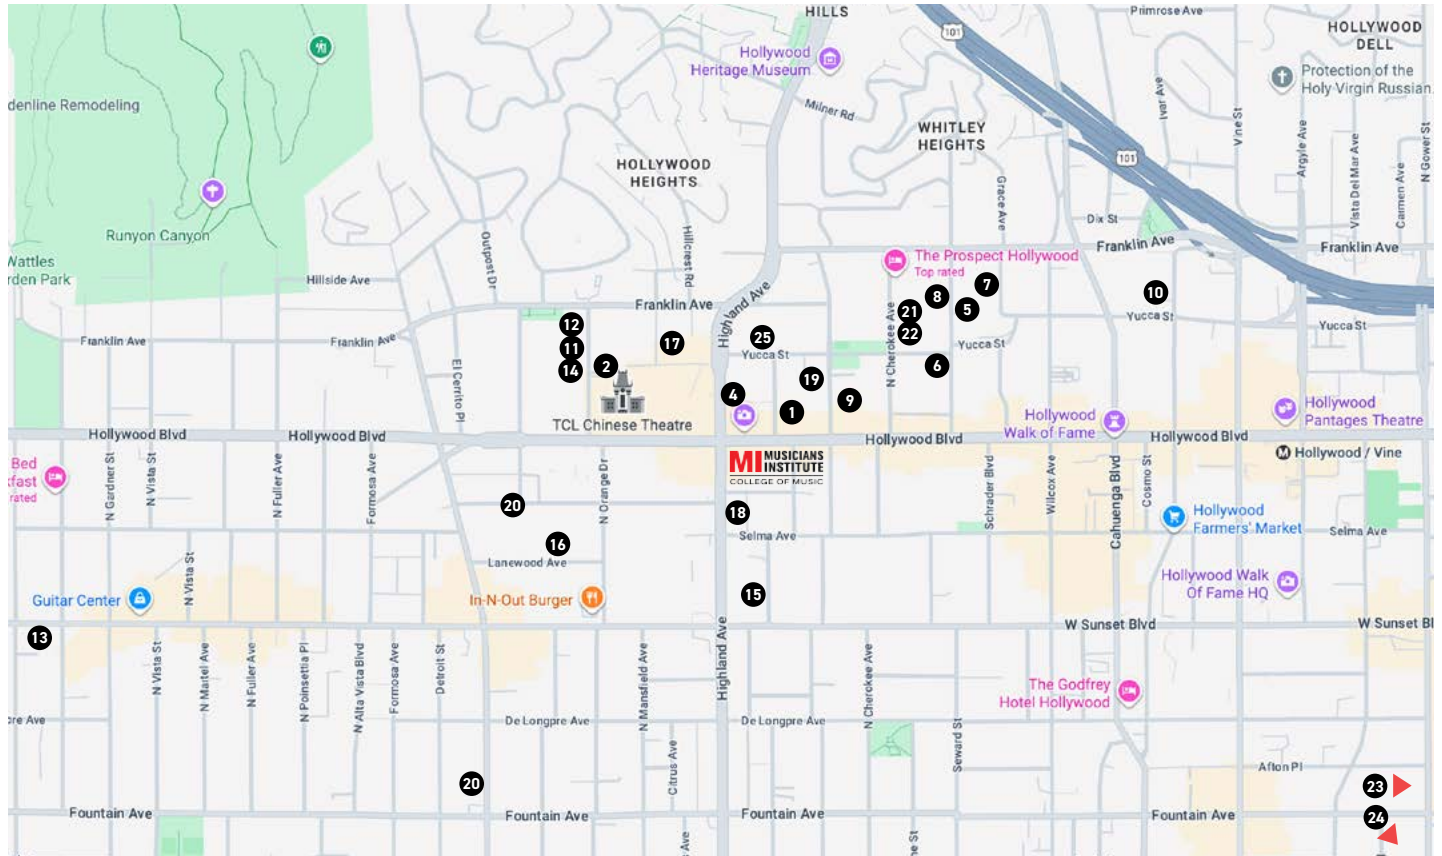 HILLS
Primrose Ave
101
HOLLYWOOD
DELL
Hollywood
Heritage Museum
Protection of the
Holy Virgin Russian
denline Remodeling
Milner Rd
Ivar Ave
Vine St
WHITLEY
HEIGHTS
Argyle Ave
Vista Del Mar Ave
Carmen Ave
N Gower St
101
HOLLYWOOD
HEIGHTS
Grace Ave
Runyon Canyon
Dix St
Franklin Ave
Franklin Ave
Outpost Dr
Hillcrest Rd
Wattles
rden Park
The Prospect Hollywood
Top rated
Hillside Ave
7
8
10
5
Franklin Ave
Highland Ave
N Cherokee Ave
21
22
Yucca St
Yucca St
12
11
14
2
17
25
Yucca St
Yucca St
Franklin Ave
Franklin Ave
El Cerrito Pl
19
6
4
1
9
TCL Chinese Theatre
Hollywood
Walk of Fame
Hollywood
Pantages Theatre
Hollywood Blvd
Hollywood Blvd
Hollywood Blvd
Hollywood Blvd
M Hollywood / Vine
MI MUSICIANS
INSTITUTE
COLLEGE OF MUSIC
Bed
kfast
rated
N Gardner St
N Vista St
N Fuller Ave
Formosa Ave
N Orange Dr
Schrader Blvd
Wilcox Ave
Cahuenga Blvd
Cosmo St
20
18
Hollywood
Farmers' Market
Selma Ave
Selma Ave
16
Lanewood Ave
N Vista St
Guitar Center
In-N-Out Burger
15
Hollywood Walk
Of Fame HQ
13
W Sunset Blvd
W Sunset Bl
N Vista St
N Martel Ave
N Fuller Ave
N Poinsettia Pl
N Alta Vista Blvd
Formosa Ave
Detroit St
N Mansfield Ave
Highland Ave
N Cherokee Ave
The Godfrey
Hotel Hollywood
cre Ave
De Longpre Ave
De Longpre Ave
Citrus Ave
Seward St
Afton Pl
20
23
Fountain Ave
Fountain Ave
Fountain Ave
Fountain Ave
24
s Ave
ne St